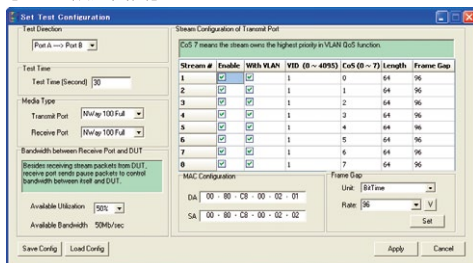 Set Test Configuration
Test Direction
Port A ---> Port B
Test Time
Test Time (Second) 30
Media Type
Transmit Port NWay 100 Full
Receive Port NWay 100 Full
Bandwidth between Receive Port and DUT
Besides receiving stream packets from DUT, receive port sends pause packets to control bandwidth between itself and DUT.
Available Utilization 50%
Available Bandwidth 50Mb/sec
Save Config Load Config
Stream Configuration of Transmit Port
CoS 7 means the stream owns the highest priority in VLAN QoS function.
Stream # Enable With VLAN VID (0 ~ 4095) CoS (0 ~ 7) Length Frame Gap
1 1 0 64 96
2 1 1 64 96
3 1 2 64 96
4 1 3 64 96
5 1 4 64 96
6 1 5 64 96
7 1 6 64 96
8 1 7 64 96
MAC Configuration
DA 00 - 80 - C8 - 00 - 02 - 01
SA 00 - 80 - C8 - 00 - 00 - 02
Frame Gap
Unit BitTime
Rate 96 V
Set
Apply Cancel